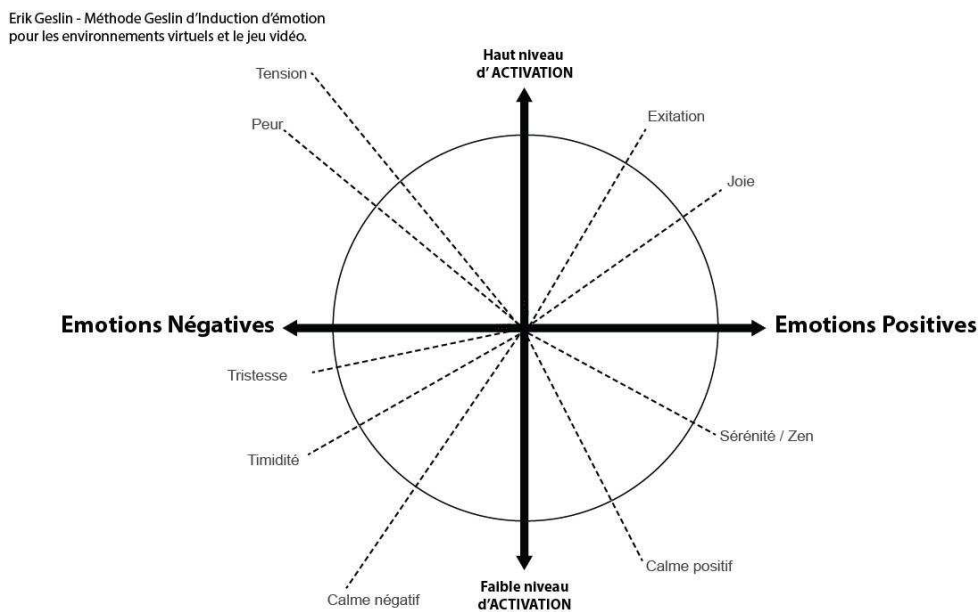 Erik Geslin - Méthode Geslin d'Induction d'émotion
pour les environnements virtuels et le jeu vidéo.
Haut niveau
d' ACTIVATION
Tension
Exitation
Peur
Joie
Emotions Négatives
Emotions Positives
Tristesse
Sérénité / Zen
Timidité
Calme positif
Calme négatif
Faible niveau
d'ACTIVATION